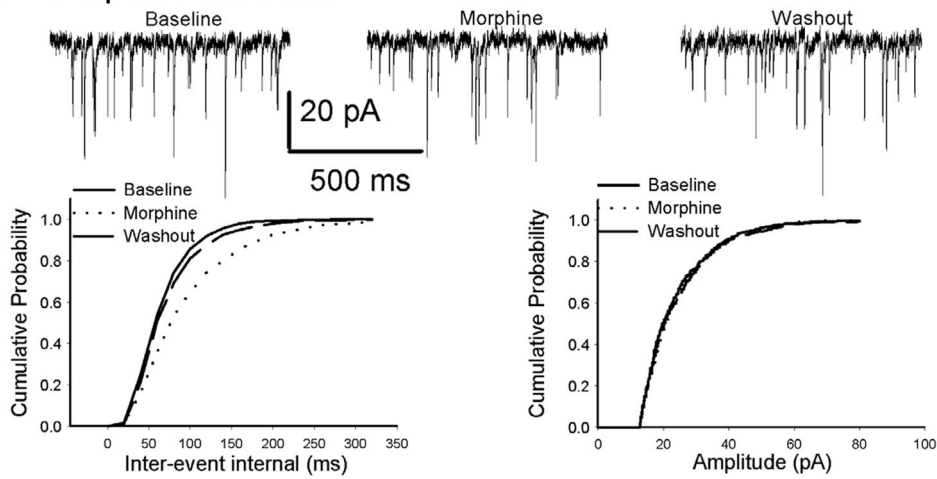 Baseline
Morphine
Washout
20 pA
500 ms
Baseline
Morphine
Washout
Cumulative Probability
1.0
0.8
0.6
0.4
0.2
0.0
0 50 100 150 200 250 300 350
Inter-event internal (ms)
Baseline
Morphine
Washout
Cumulative Probability
1.0
0.8
0.6
0.4
0.2
0.0
0 20 40 60 80 100
Amplitude (pA)